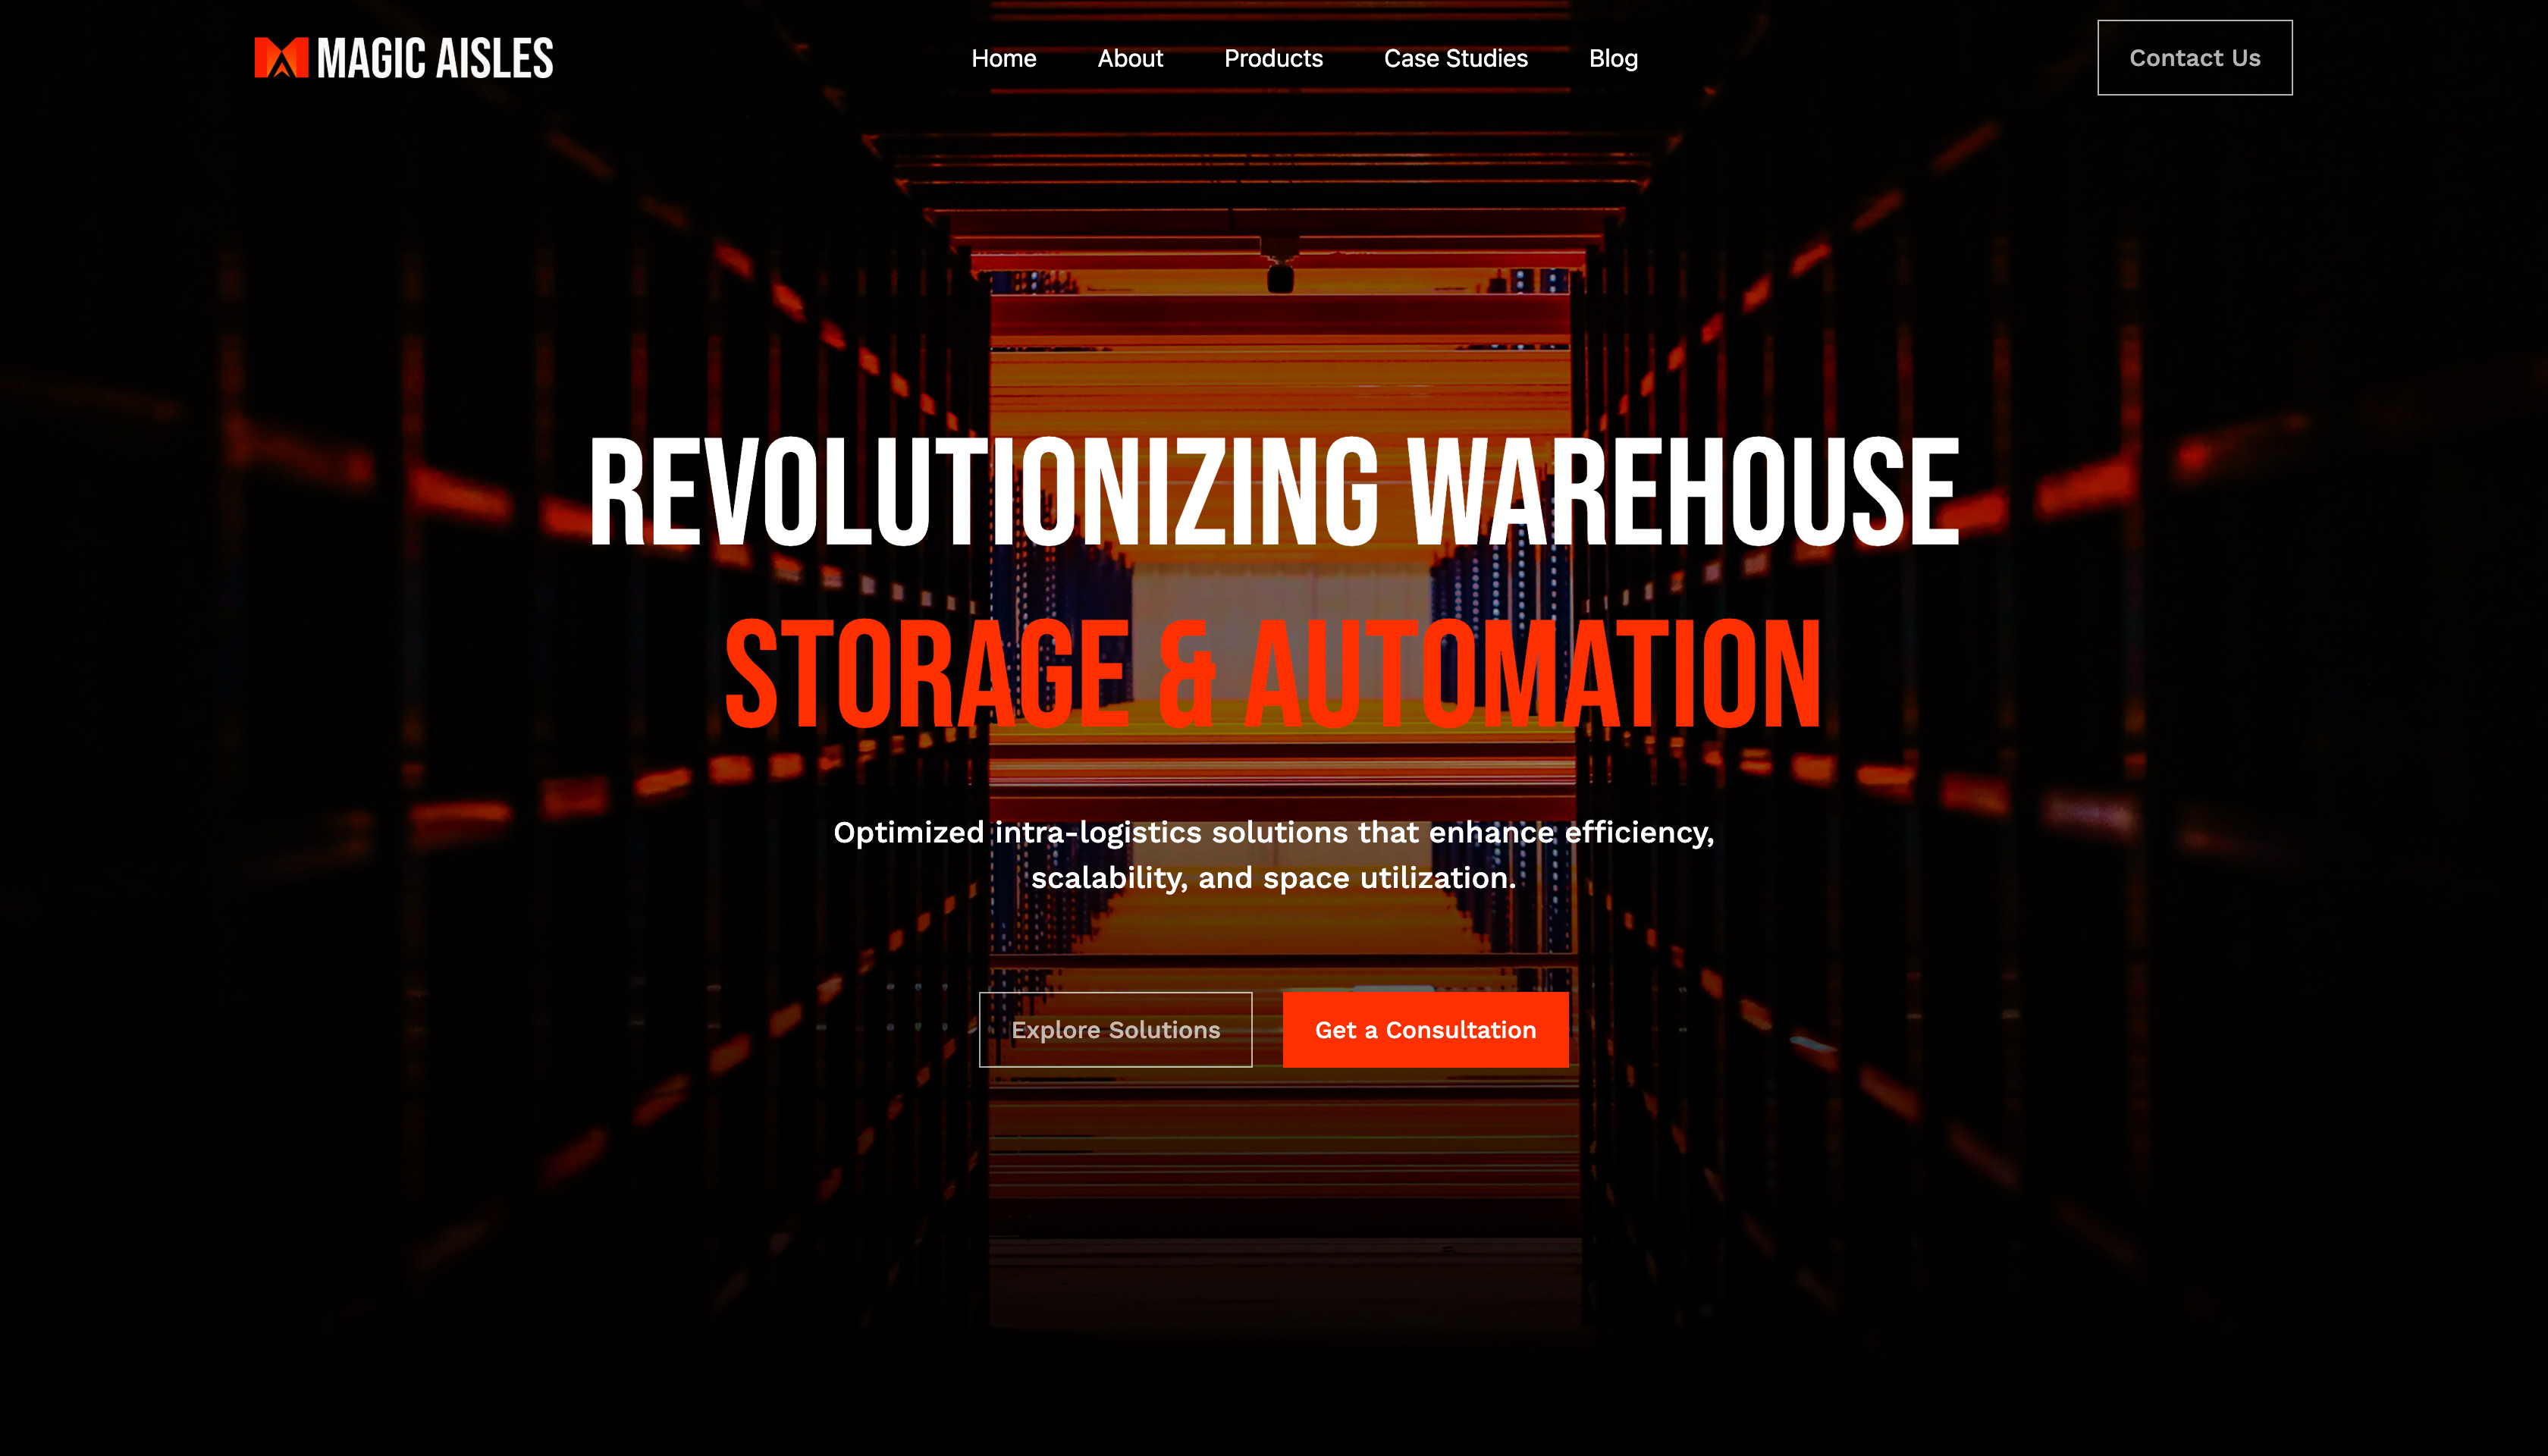 MAGIC AISLES
Home
About
Products
Case Studies
Blog
Contact Us
REVOLUTIONIZING WAREHOUSE
STORAGE & AUTOMATION
Optimized intra-logistics solutions that enhance efficiency,
scalability, and space utilization.
Explore Solutions
Get a Consultation